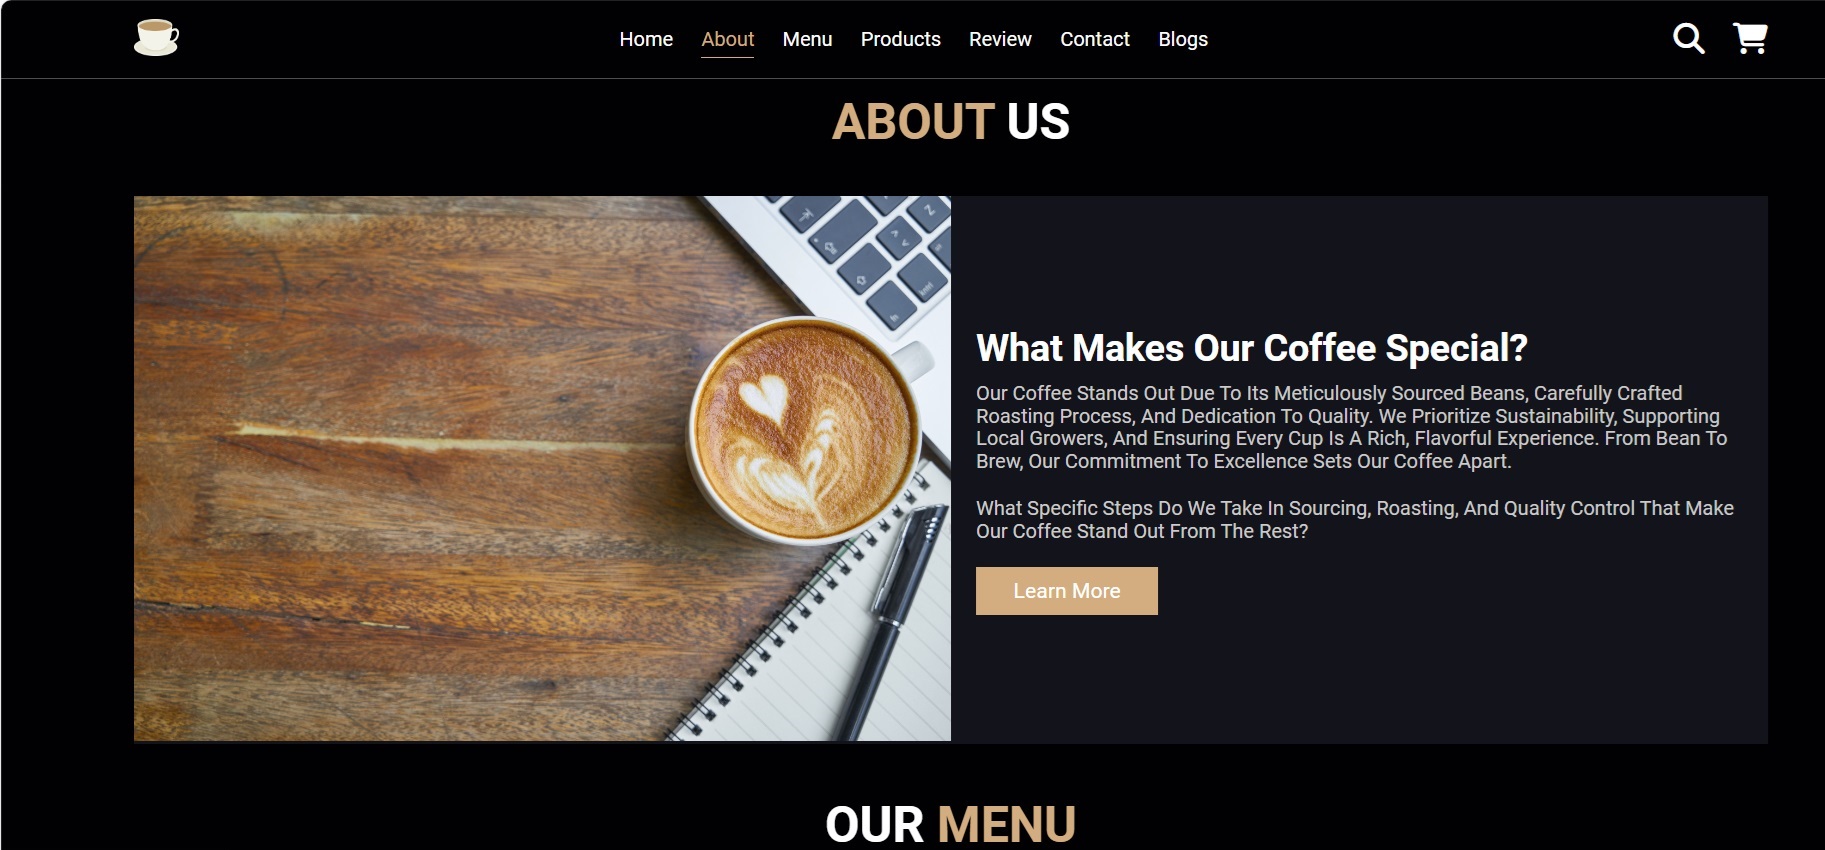 Home About Menu Products Review Contact Blogs
ABOUT US
What Makes Our Coffee Special?
Our Coffee Stands Out Due To Its Meticulously Sourced Beans, Carefully Crafted
Roasting Process, And Dedication To Quality. We Prioritize Sustainability, Supporting
Local Growers, And Ensuring Every Cup Is A Rich, Flavorful Experience. From Bean To
Brew, Our Commitment To Excellence Sets Our Coffee Apart.
What Specific Steps Do We Take In Sourcing, Roasting, And Quality Control That Make
Our Coffee Stand Out From The Rest?
Learn More
OUR MENU